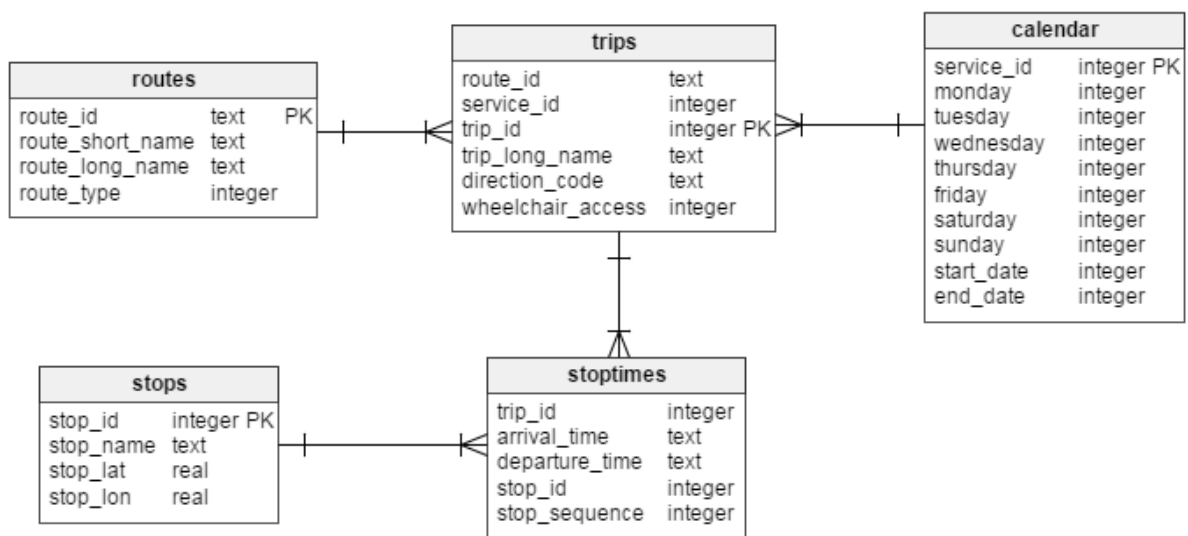 routes
route_id text PK
route_short_name text
route_long_name text
route_type integer
trips
route_id text
service_id integer
trip_id integer PK
trip_long_name text
direction_code text
wheelchair_access integer
calendar
service_id integer PK
monday integer
tuesday integer
wednesday integer
thursday integer
friday integer
saturday integer
sunday integer
start_date integer
end_date integer
stops
stop_id integer PK
stop_name text
stop_lat real
stop_lon real
stoptimes
trip_id integer
arrival_time text
departure_time text
stop_id integer
stop_sequence integer